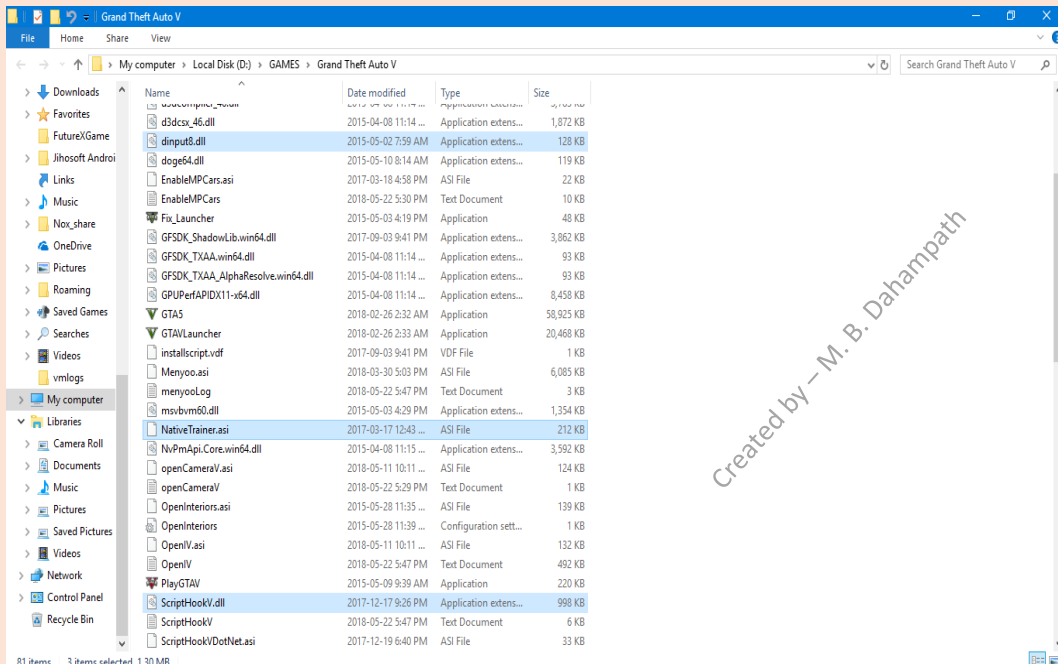 Grand Theft Auto V
File Home Share View
My computer > Local Disk (D:) > GAMES > Grand Theft Auto V
Search Grand Theft Auto V
Downloads
Favorites
FutureXGame
Jihosoft Androi
Links
Music
Nox_share
OneDrive
Pictures
Roaming
Saved Games
Searches
Videos
vmlogs
My computer
Libraries
Camera Roll
Documents
Music
Pictures
Saved Pictures
Videos
Network
Control Panel
Recycle Bin
Name Date modified Type Size
d3dcsx_46.dll 2015-04-08 11:14 ... Application extens... 1,872 KB
dinput8.dll 2015-05-02 7:59 AM Application extens... 128 KB
doge64.dll 2015-05-10 8:14 AM Application extens... 119 KB
EnableMPCars.asi 2017-03-18 4:58 PM ASI File 22 KB
EnableMPCars 2018-05-22 5:30 PM Text Document 10 KB
Fix_Launcher 2015-05-03 4:19 PM Application 48 KB
GFSDK_ShadowLib.win64.dll 2017-09-03 9:41 PM Application extens... 3,862 KB
GFSDK_TXAA.win64.dll 2015-04-08 11:14 ... Application extens... 93 KB
GFSDK_TXAA_AlphaResolve.win64.dll 2015-04-08 11:14 ... Application extens... 93 KB
GPUPerfAPIDX11-x64.dll 2015-04-08 11:14 ... Application extens... 8,458 KB
GTA5 2018-02-26 2:32 AM Application 58,925 KB
GTAVLauncher 2018-02-26 2:33 AM Application 20,468 KB
installscript.vdf 2017-09-03 9:41 PM VDF File 1 KB
Menyoo.asi 2018-03-30 5:03 PM ASI File 6,085 KB
menyooLog 2018-05-22 5:47 PM Text Document 3 KB
msvbvm60.dll 2015-05-03 4:29 PM Application extens... 1,354 KB
NativeTrainer.asi 2017-03-17 12:43 ... ASI File 212 KB
NvPmApi.Core.win64.dll 2015-04-08 11:15 ... Application extens... 3,592 KB
openCameraV.asi 2018-05-11 10:11 ... ASI File 124 KB
openCameraV 2018-05-22 5:29 PM Text Document 1 KB
OpenInteriors.asi 2015-05-28 11:35 ... ASI File 139 KB
OpenInteriors 2015-05-28 11:39 ... Configuration sett... 1 KB
OpenIV.asi 2018-05-11 10:11 ... ASI File 132 KB
OpenIV 2018-05-22 5:47 PM Text Document 492 KB
PlayGTAV 2015-05-09 9:39 AM Application 220 KB
ScriptHookV.dll 2017-12-17 9:26 PM Application extens... 998 KB
ScriptHookV 2018-05-22 5:47 PM Text Document 6 KB
ScriptHookVDotNet.asi 2017-12-19 6:40 PM ASI File 33 KB
Created by – M. B. Dahampath
81 items 3 items selected 1.30 MB